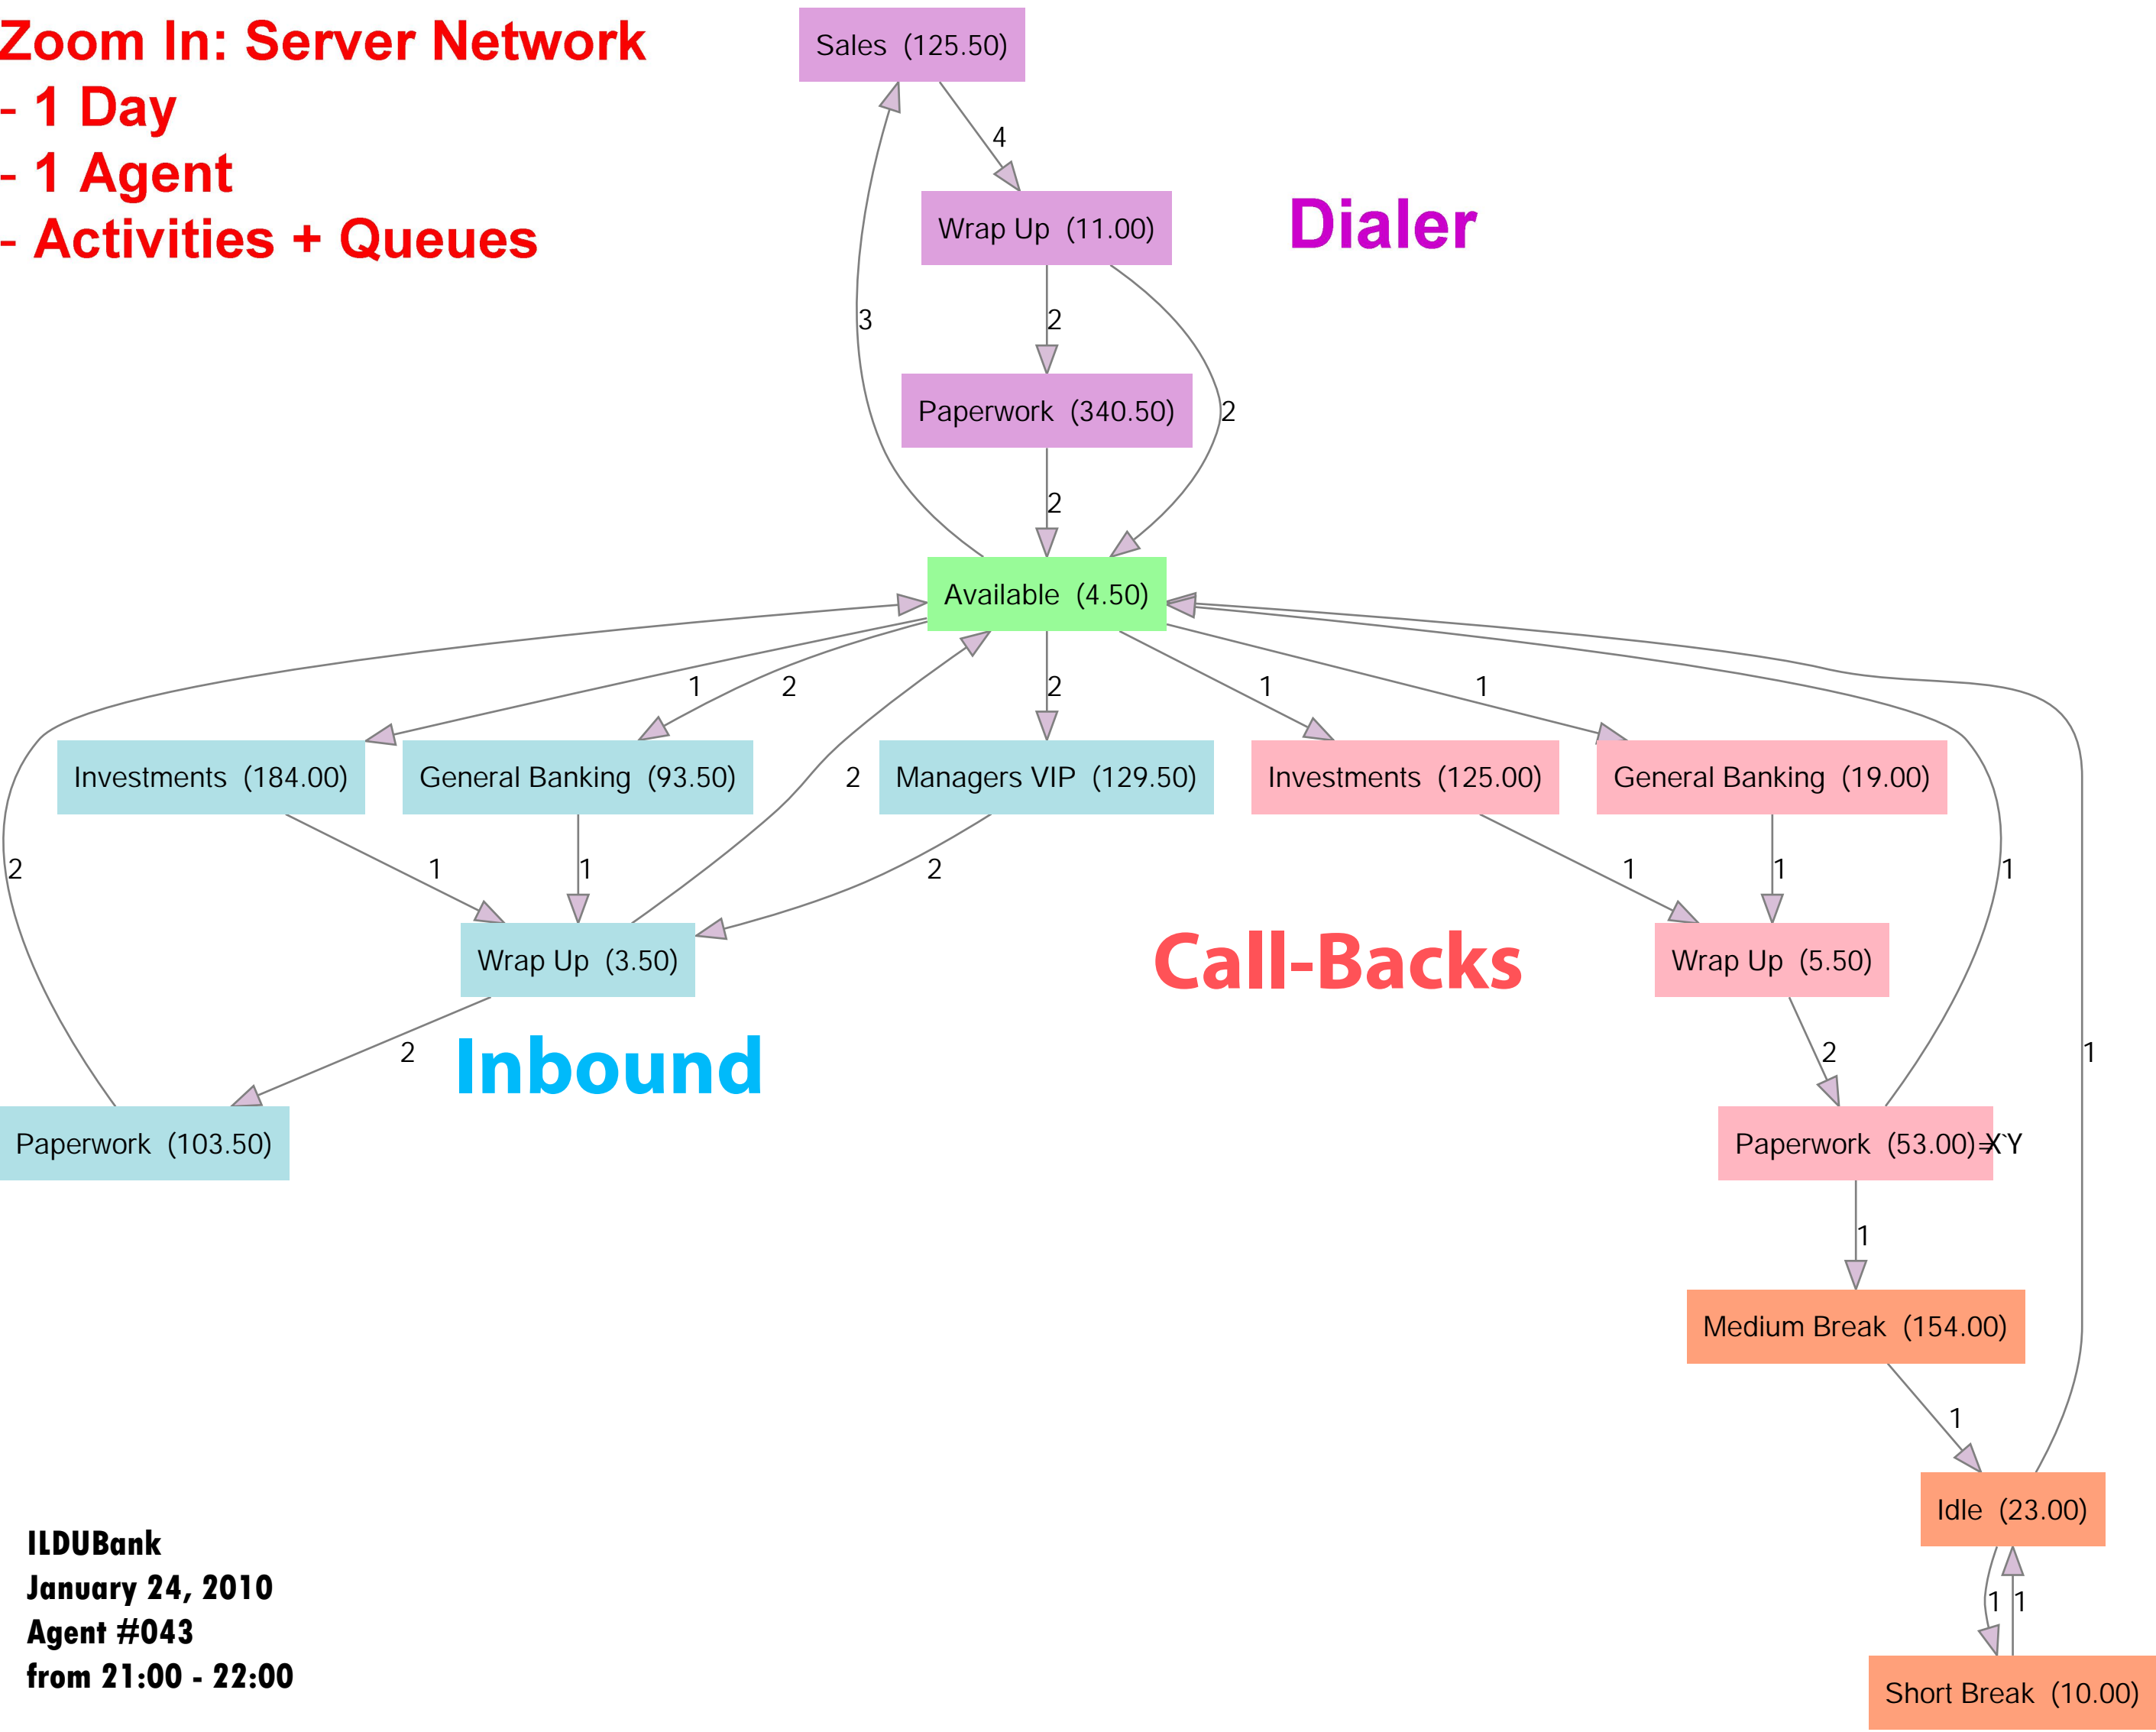 Zoom In: Server Network
- 1 Day
- 1 Agent
- Activities + Queues
Sales (125.50)
4
Wrap Up (11.00)
Dialer
3
2
Paperwork (340.50)
2
2
Available (4.50)
1
2
2
1
1
Investments (184.00)
General Banking (93.50)
2
Managers VIP (129.50)
Investments (125.00)
General Banking (19.00)
2
1
1
2
1
1
1
Wrap Up (3.50)
Call-Backs
Wrap Up (5.50)
2
Inbound
2
1
Paperwork (103.50)
Paperwork (53.00)=X`Y
1
Medium Break (154.00)
1
Idle (23.00)
1
1
Short Break (10.00)
ILDUBank
January 24, 2010
Agent #043
from 21:00 - 22:00